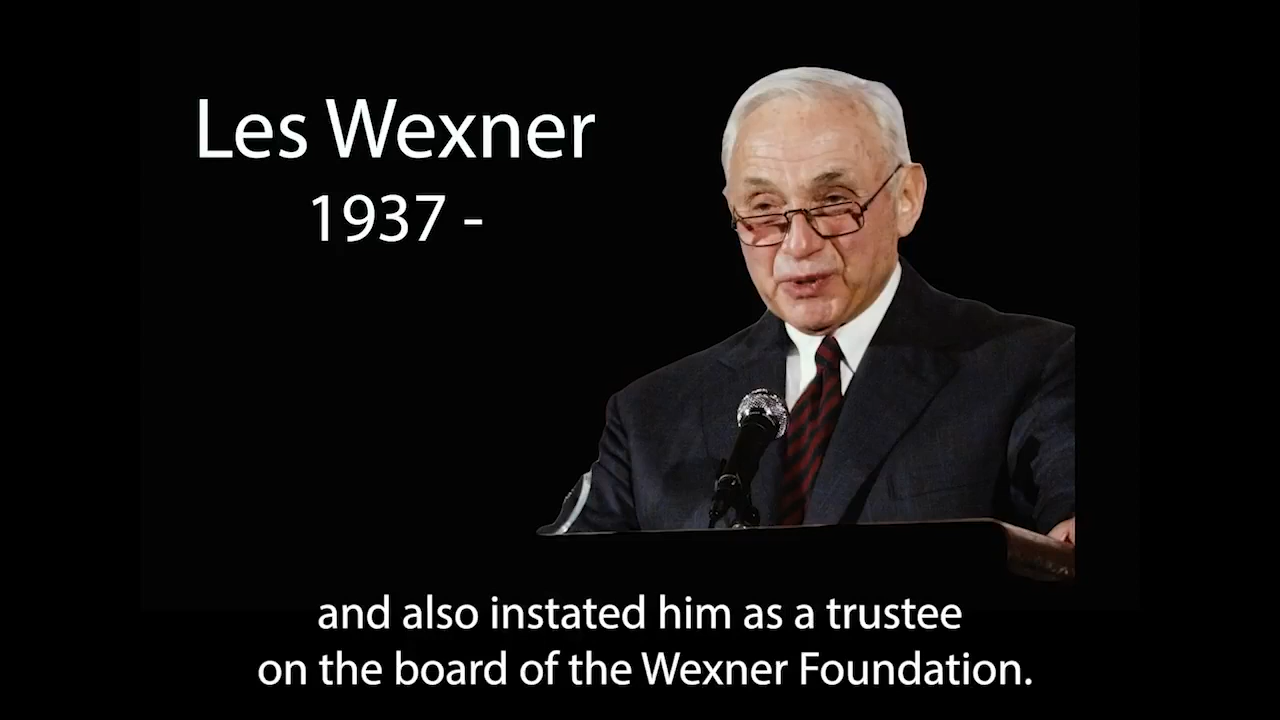 Les Wexner
1937 -
and also instated him as a trustee
on the board of the Wexner Foundation.